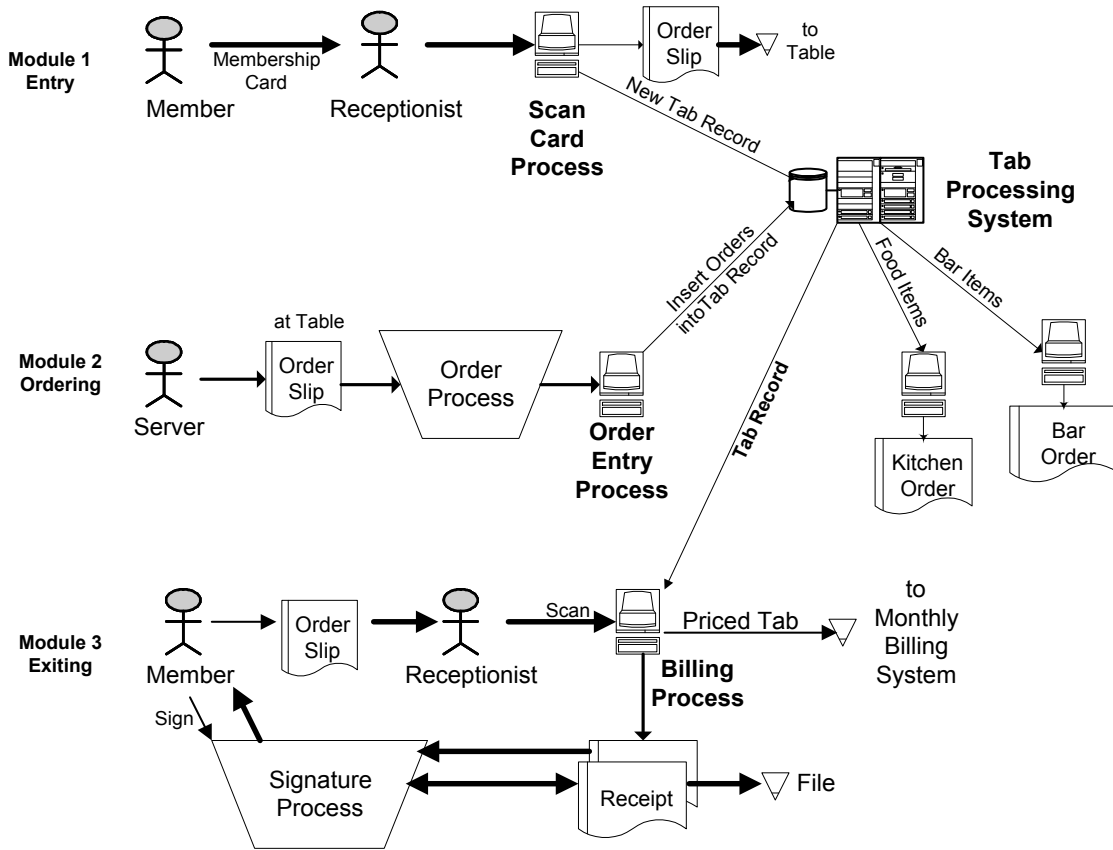 Module 1
Entry
Member
Membership
Card
Receptionist
Scan
Card
Process
Order
Slip
to
Table
New Tab Record
Tab
Processing
System
Insert Orders
intoTab Record
Food Items
Bar Items
Tab Record
Module 2
Ordering
Server
at Table
Order
Slip
Order
Process
Order
Entry
Process
Kitchen
Order
Bar
Order
Module 3
Exiting
Member
Order
Slip
Receptionist
Scan
Billing
Process
Priced Tab
to
Monthly
Billing
System
Sign
Signature
Process
Receipt
File